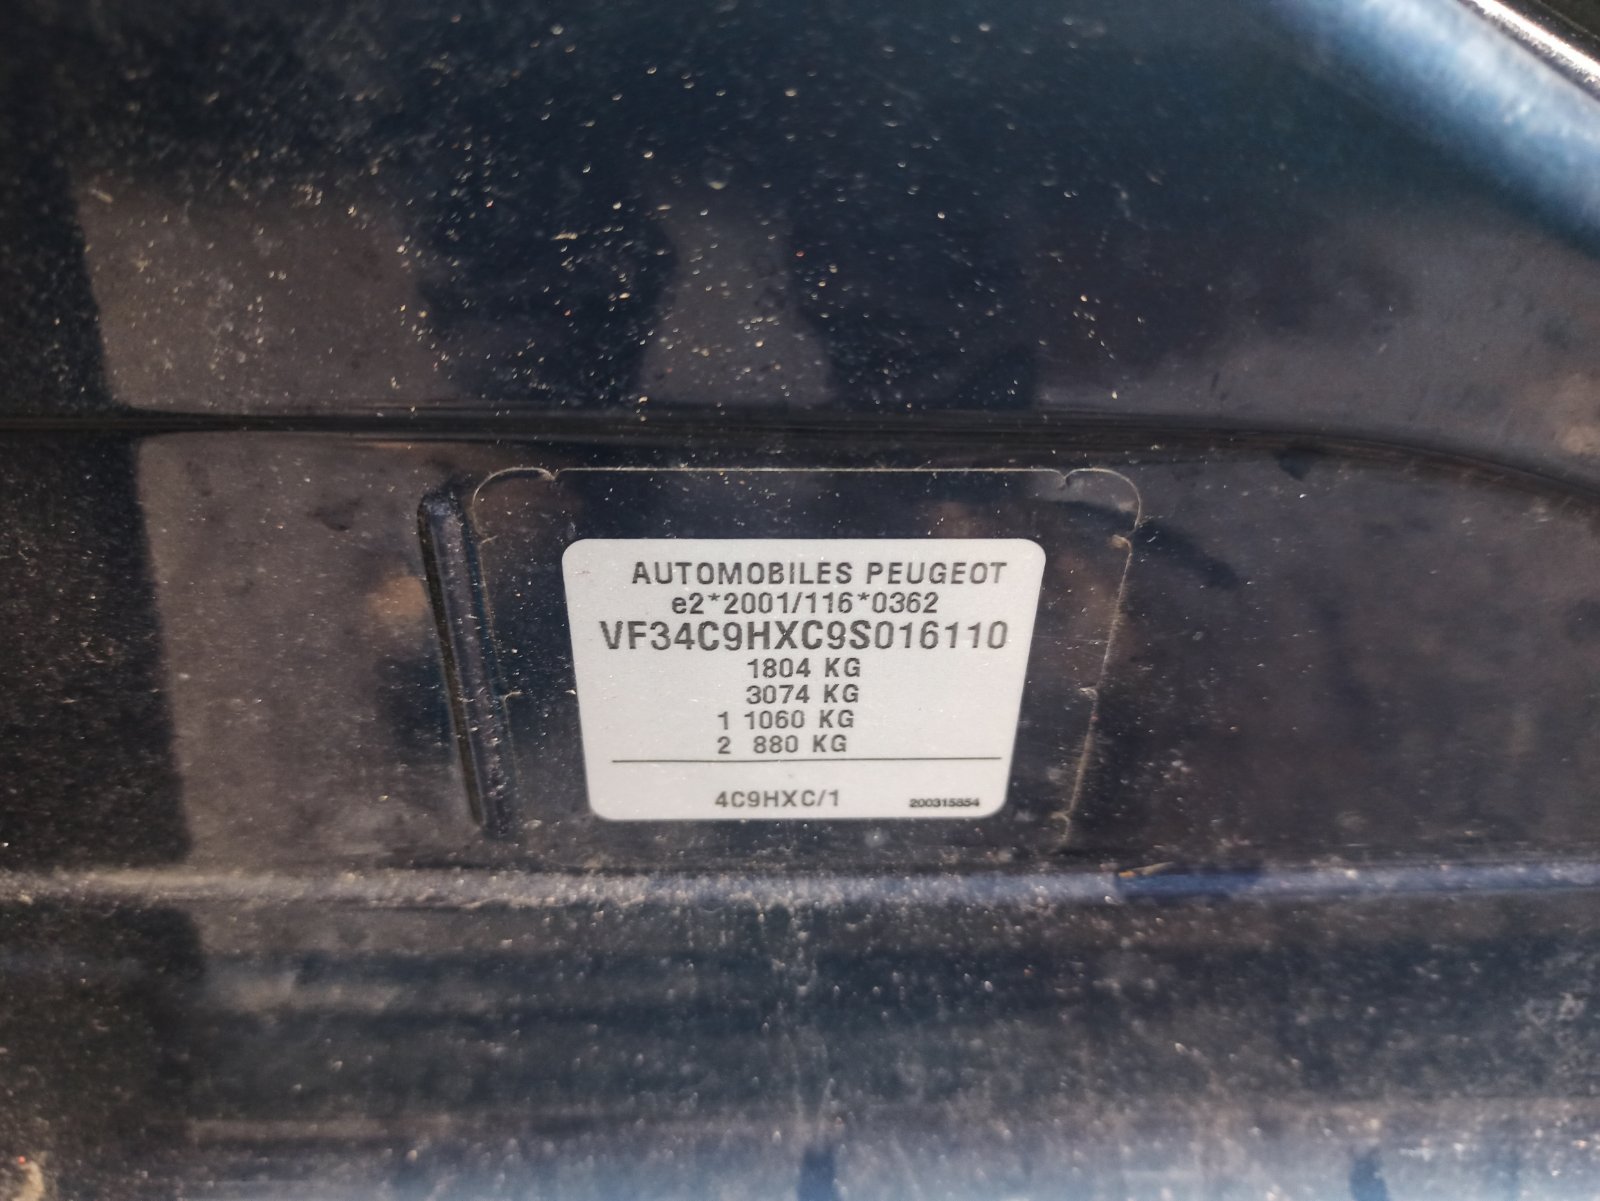 AUTOMOBILES PEUGEOT
e2*2001/116*0362
VF34C9HXC9S016110
1804 KG
3074 KG
1 1060 KG
2 880 KG
4C9HXC/1 200315854